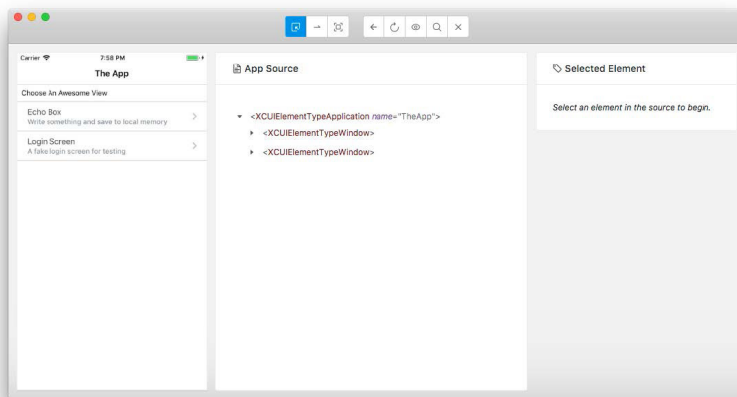 Carrier 7:58 PM
The App
Choose An Awesome View
Echo Box
Write something and save to local memory
Login Screen
A fake login screen for testing
App Source
<XCUIElementTypeApplication name="TheApp">
<XCUIElementTypeWindow>
<XCUIElementTypeWindow>
Selected Element
Select an element in the source to begin.